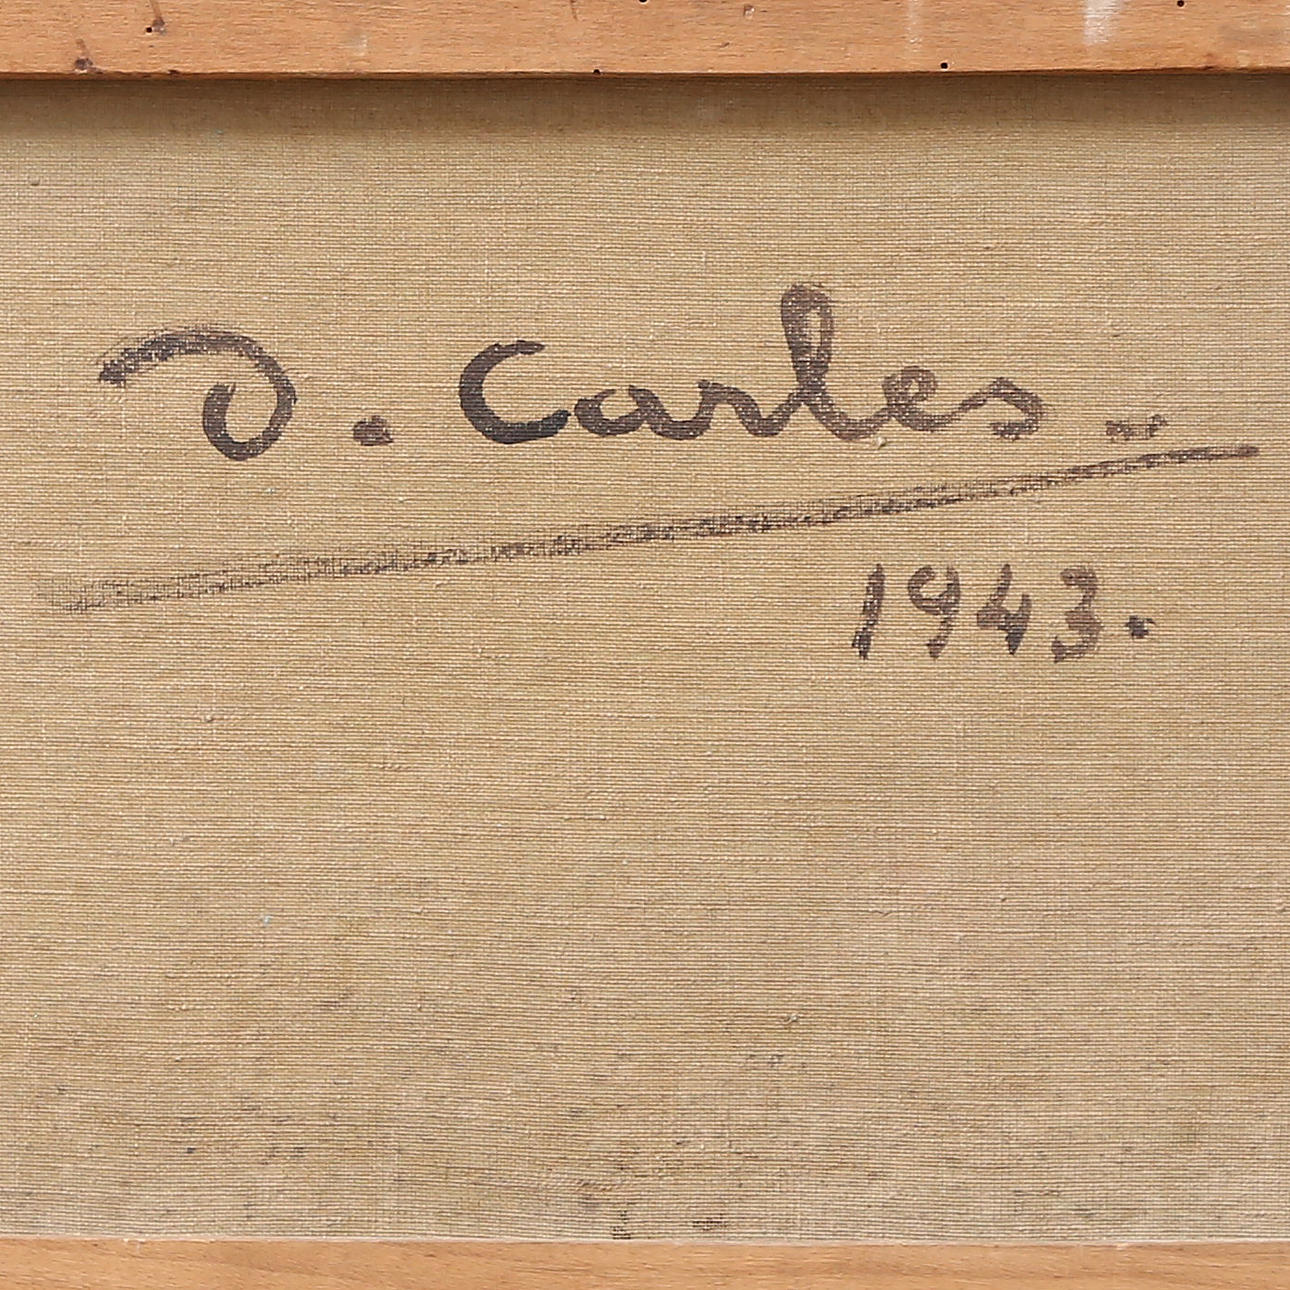 D. Carles -
1943.